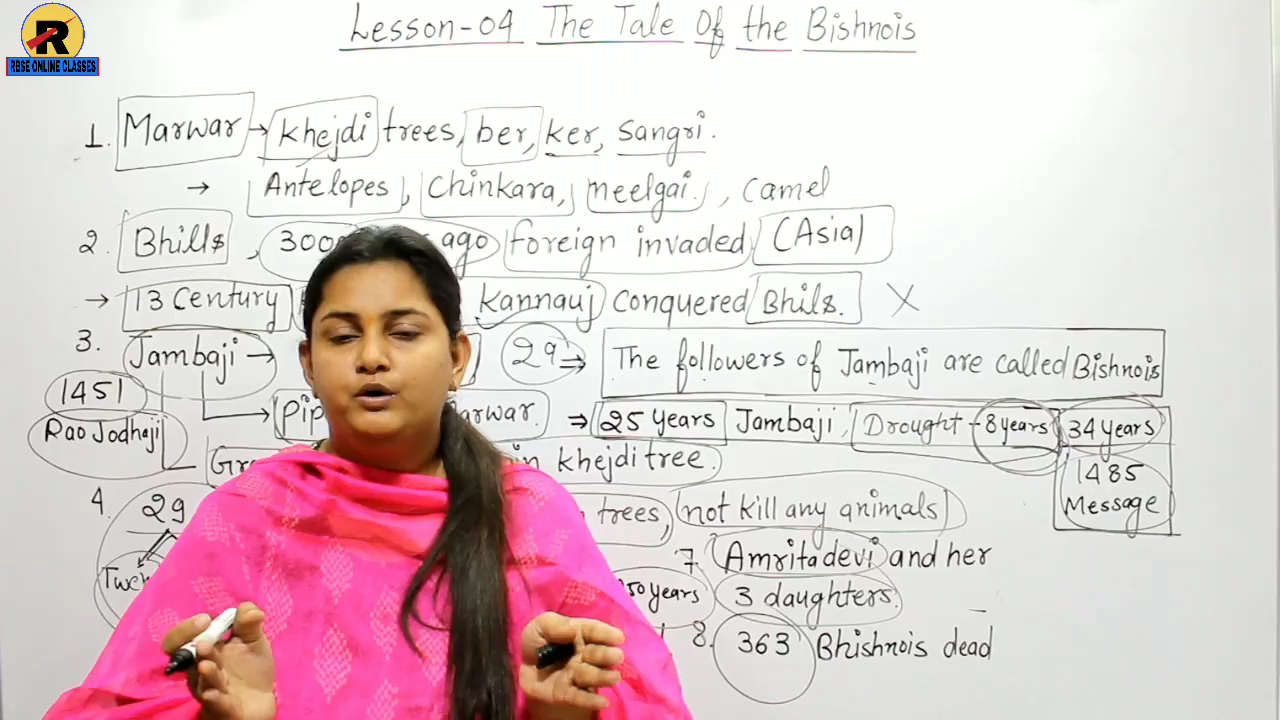 R
RBSE ONLINE CLASSES
Lesson-04 The Tale Of the Bishnois
1. Marwar → Khejdi trees, ber, ker, sangri.
→ Antelopes, Chinkara, neelgai, camel
2. Bhills, ago foreign invaded (Asia)
→ 13 Century Kannauj conquered Bhils. X
3. Jambaji → 29 ⇒ The followers of Jambaji are called Bishnois
1451
Rao Jodhaji
→ arwar. ⇒ 25 years Jambaji, Drought - 8 years 34 years
in khejdi tree.
1485
Message
4. 29 trees, not kill any animals
7. Amrita devi and her
years 3 daughters.
8. 363 Bhishnois dead